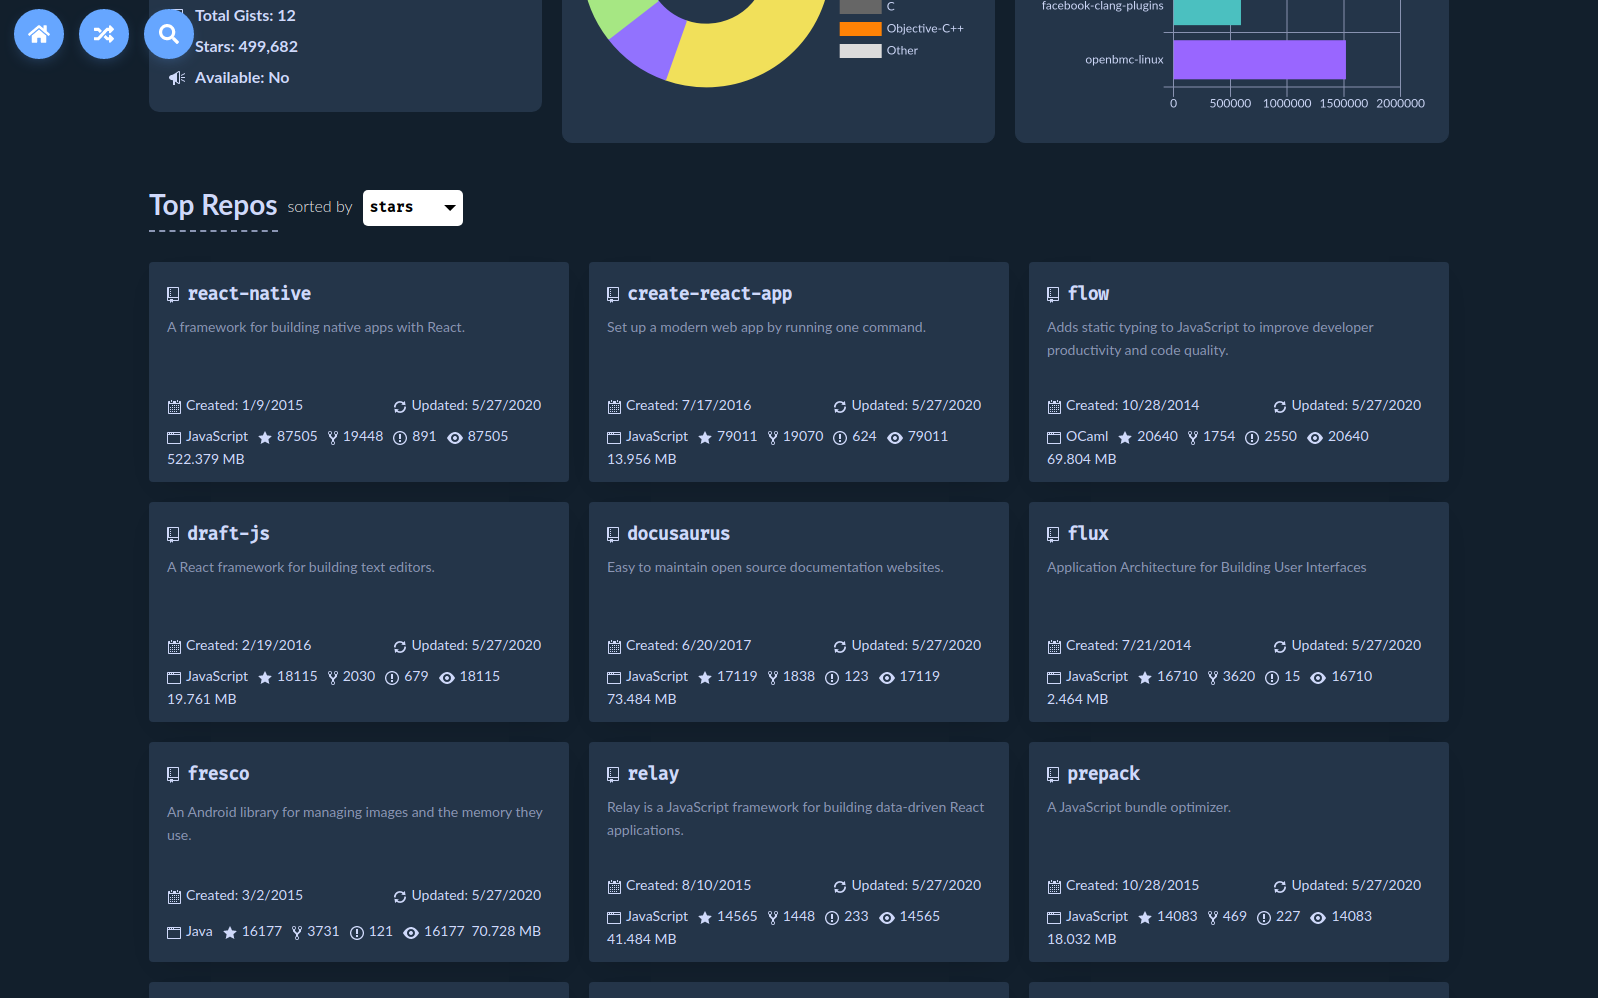 Total Gists: 12
Stars: 499,682
Available: No
C
Objective-C++
Other
facebook-clang-plugins
openbmc-linux
0 500000 1000000 1500000 2000000
Top Repos sorted by stars
react-native
A framework for building native apps with React.
Created: 1/9/2015 Updated: 5/27/2020
JavaScript 87505 19448 891 87505
522.379 MB
create-react-app
Set up a modern web app by running one command.
Created: 7/17/2016 Updated: 5/27/2020
JavaScript 79011 19070 624 79011
13.956 MB
flow
Adds static typing to JavaScript to improve developer
productivity and code quality.
Created: 10/28/2014 Updated: 5/27/2020
OCaml 20640 1754 2550 20640
69.804 MB
draft-js
A React framework for building text editors.
Created: 2/19/2016 Updated: 5/27/2020
JavaScript 18115 2030 679 18115
19.761 MB
docusaurus
Easy to maintain open source documentation websites.
Created: 6/20/2017 Updated: 5/27/2020
JavaScript 17119 1838 123 17119
73.484 MB
flux
Application Architecture for Building User Interfaces
Created: 7/21/2014 Updated: 5/27/2020
JavaScript 16710 3620 15 16710
2.464 MB
fresco
An Android library for managing images and the memory they
use.
Created: 3/2/2015 Updated: 5/27/2020
Java 16177 3731 121 16177 70.728 MB
relay
Relay is a JavaScript framework for building data-driven React
applications.
Created: 8/10/2015 Updated: 5/27/2020
JavaScript 14565 1448 233 14565
41.484 MB
prepack
A JavaScript bundle optimizer.
Created: 10/28/2015 Updated: 5/27/2020
JavaScript 14083 469 227 14083
18.032 MB